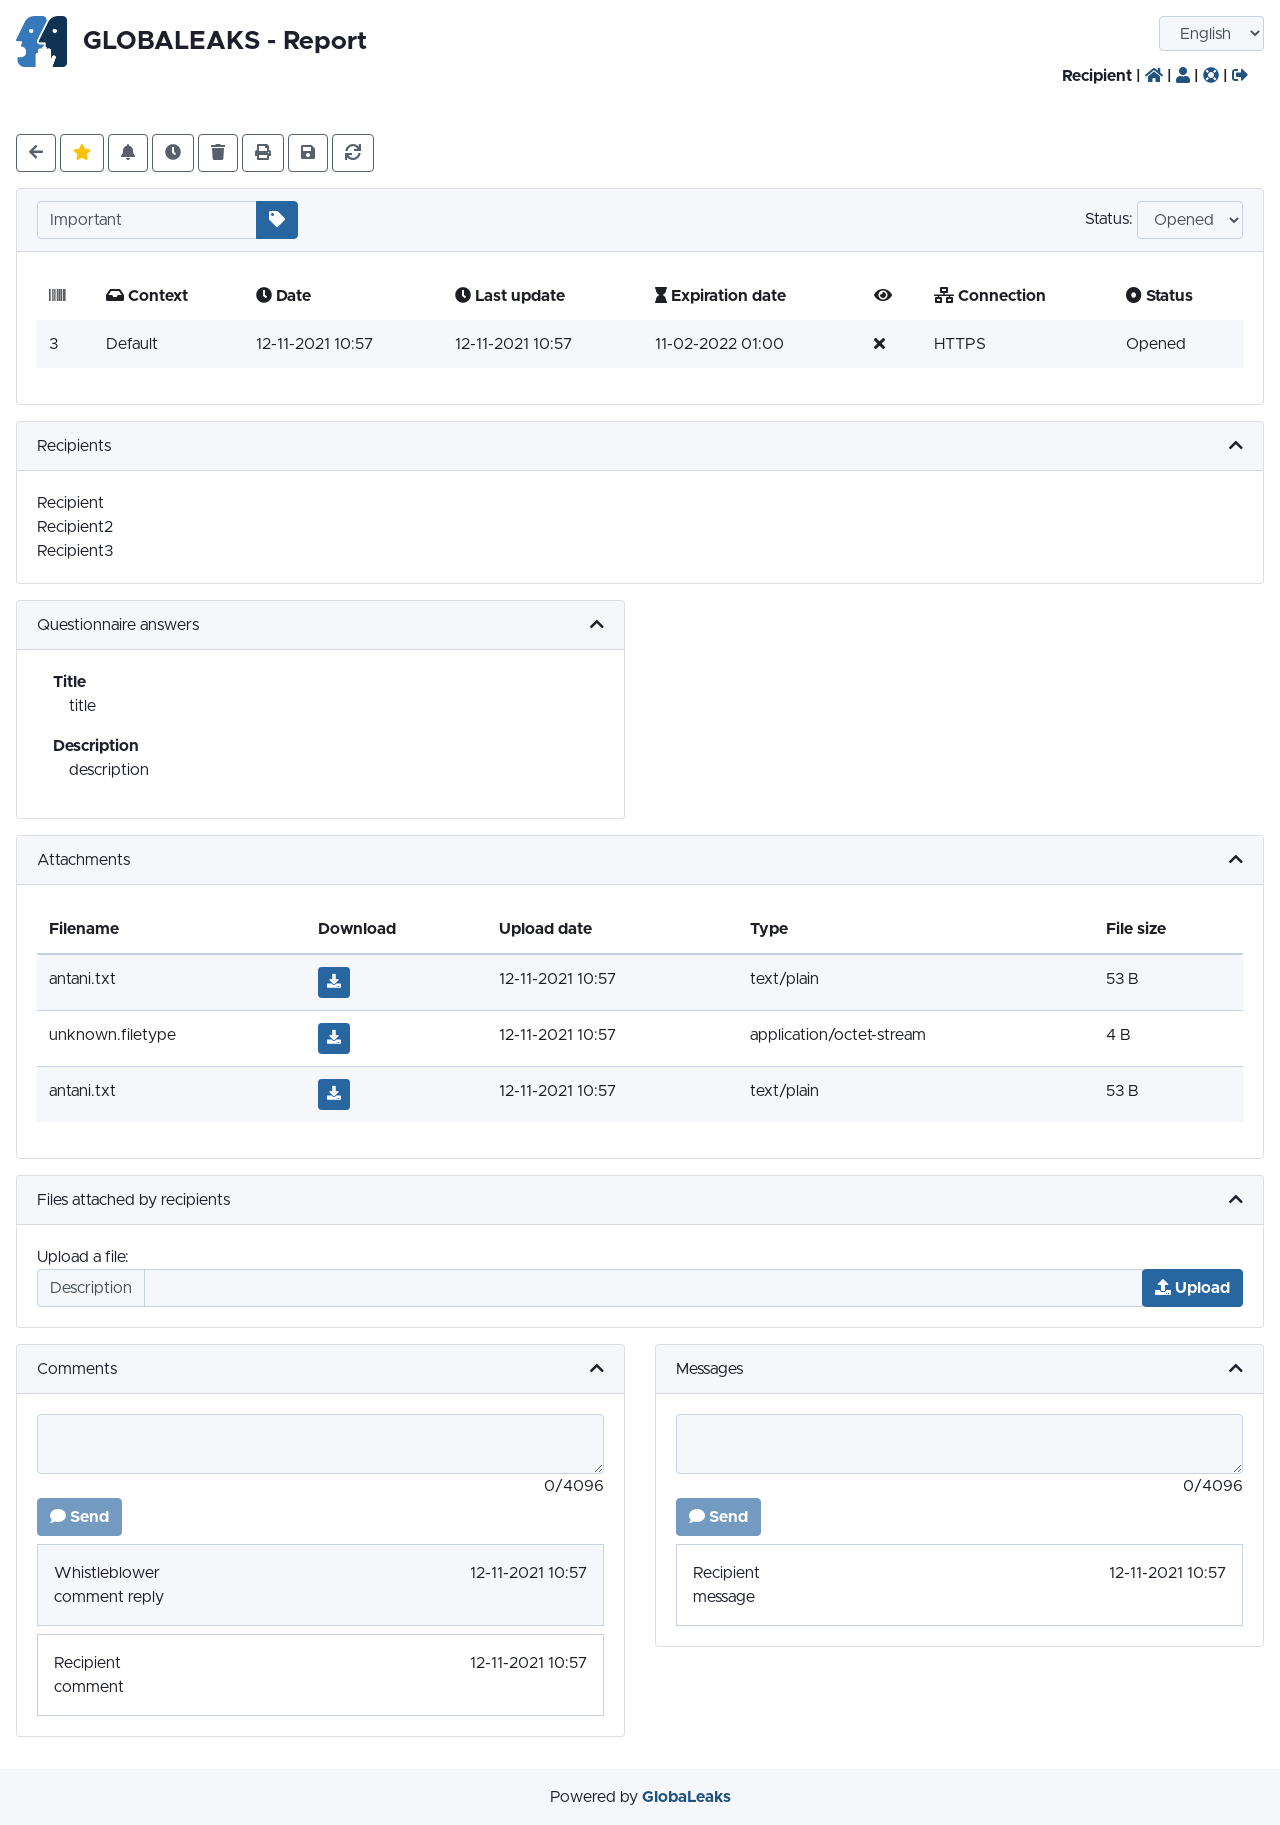 GLOBALEAKS - Report
English
Recipient | | | |
Important
Status: Opened
Context Date Last update Expiration date Connection Status
3 Default 12-11-2021 10:57 12-11-2021 10:57 11-02-2022 01:00 HTTPS Opened
Recipients
Recipient
Recipient2
Recipient3
Questionnaire answers
Title
title
Description
description
Attachments
Filename Download Upload date Type File size
antani.txt 12-11-2021 10:57 text/plain 53 B
unknown.filetype 12-11-2021 10:57 application/octet-stream 4 B
antani.txt 12-11-2021 10:57 text/plain 53 B
Files attached by recipients
Upload a file:
Description Upload
Comments
0/4096
Send
Whistleblower 12-11-2021 10:57
comment reply
Recipient 12-11-2021 10:57
comment
Messages
0/4096
Send
Recipient 12-11-2021 10:57
message
Powered by GlobaLeaks